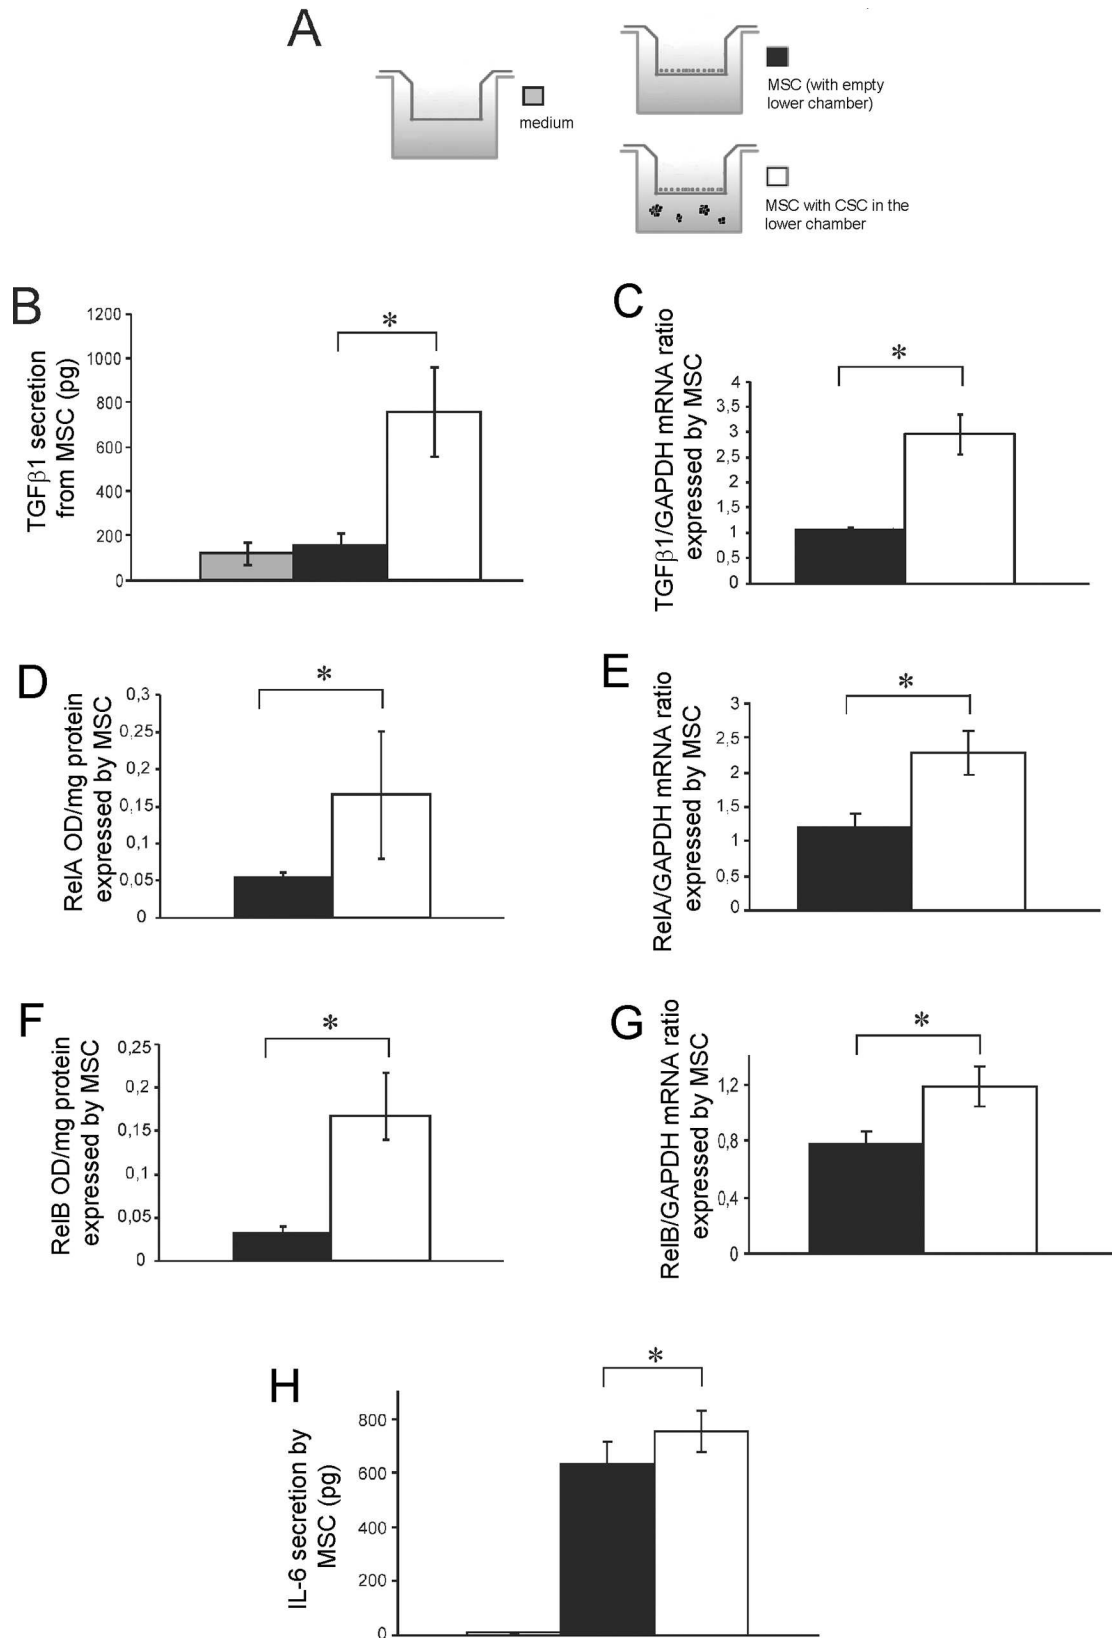 A
medium
MSC (with empty
lower chamber)
MSC with CSC in the
lower chamber
B
TGFβ1 secretion
from MSC (pg)
1200
1000
800
600
400
200
0
*
C
TGFβ1/GAPDH mRNA ratio
expressed by MSC
4
3,5
3
2,5
2
1,5
1
0,5
0
*
D
RelA OD/mg protein
expressed by MSC
0,3
0,25
0,2
0,15
0,1
0,05
0
*
E
RelA/GAPDH mRNA ratio
expressed by MSC
3
2,5
2
1,5
1
0,5
0
*
F
RelB OD/mg protein
expressed by MSC
0,25
0,2
0,15
0,1
0,05
0
*
G
RelB/GAPDH mRNA ratio
expressed by MSC
1,2
0,8
0,4
0
*
H
IL-6 secretion by
MSC (pg)
800
600
400
200
0
*